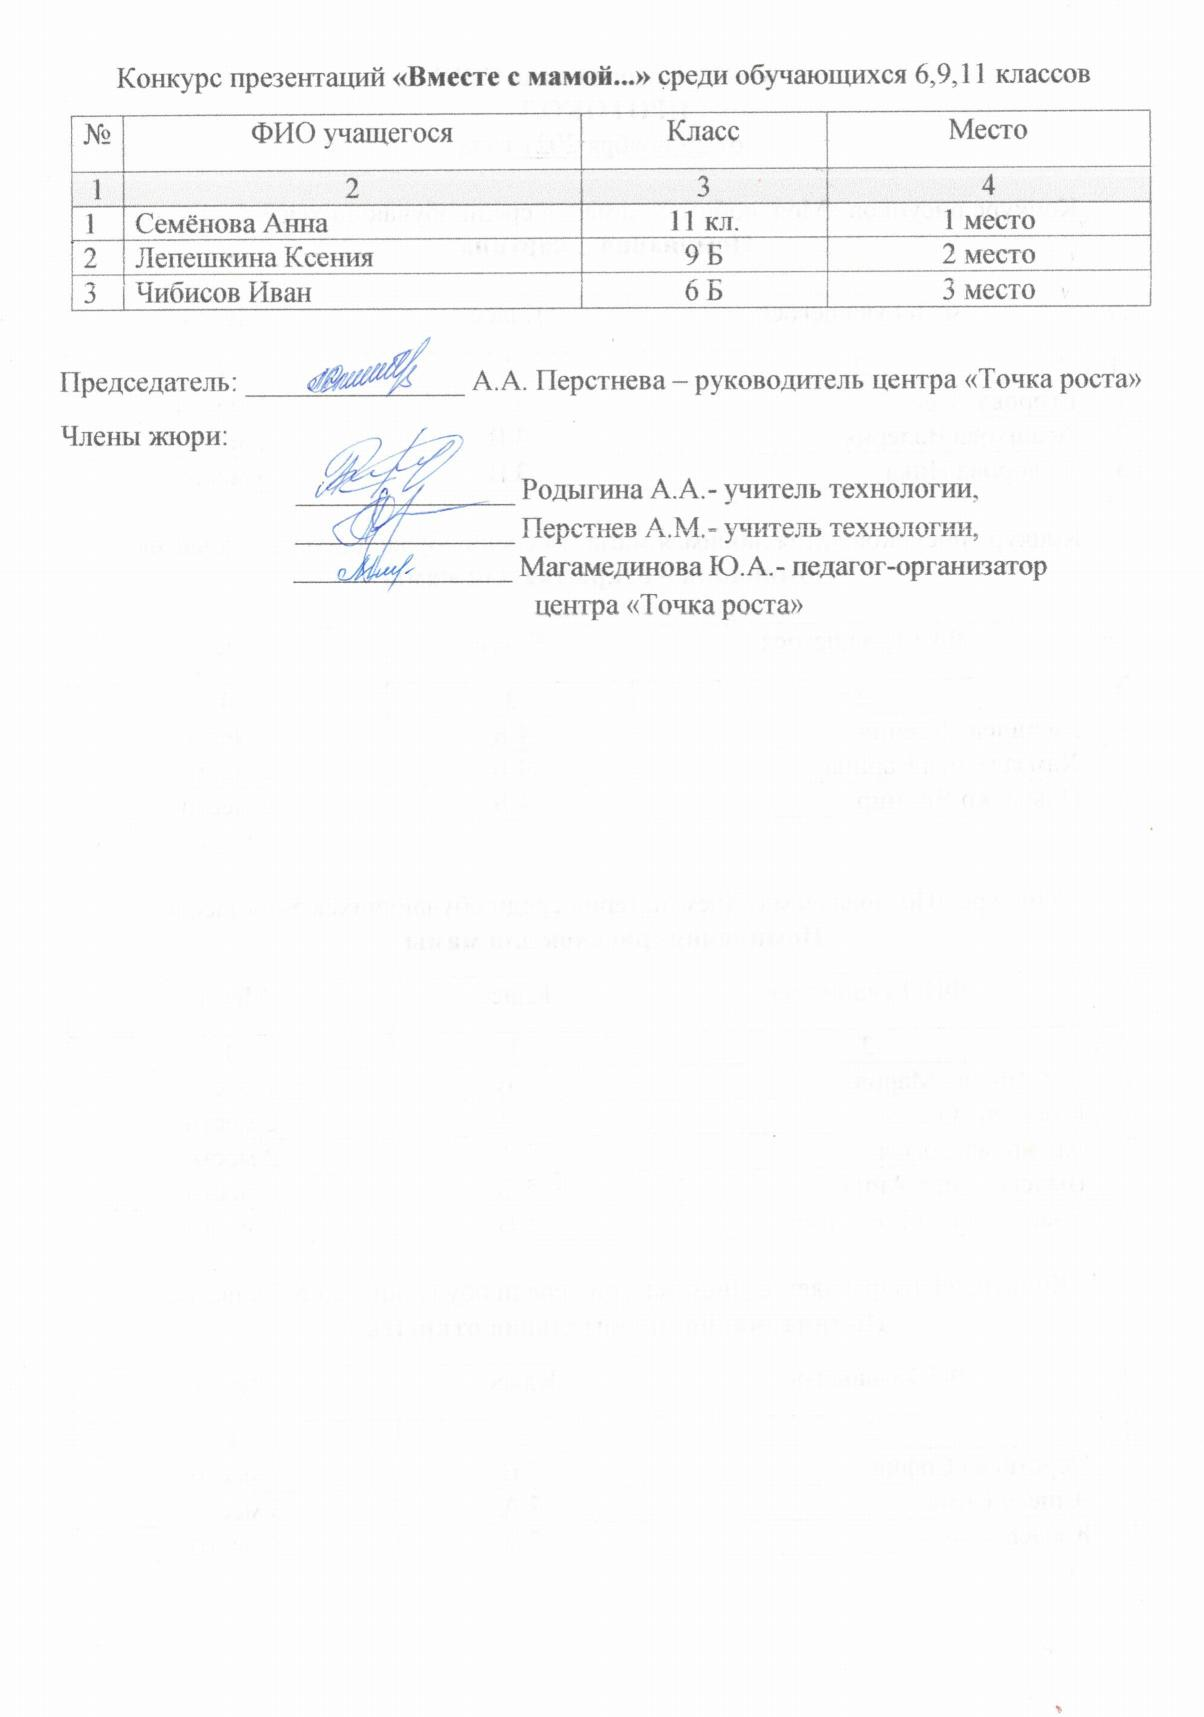 Конкурс презентаций «Вместе с мамой...» среди обучающихся 6,9,11 классов
№ ФИО учащегося Класс Место
1 2 3 4
1 Семёнова Анна 11 кл. 1 место
2 Лепешкина Ксения 9 Б 2 место
3 Чибисов Иван 6 Б 3 место
Председатель: А.А. Перстнева – руководитель центра «Точка роста»
Члены жюри:
Родыгина А.А.- учитель технологии,
Перстнев А.М.- учитель технологии,
Магамединова Ю.А.- педагог-организатор
центра «Точка роста»